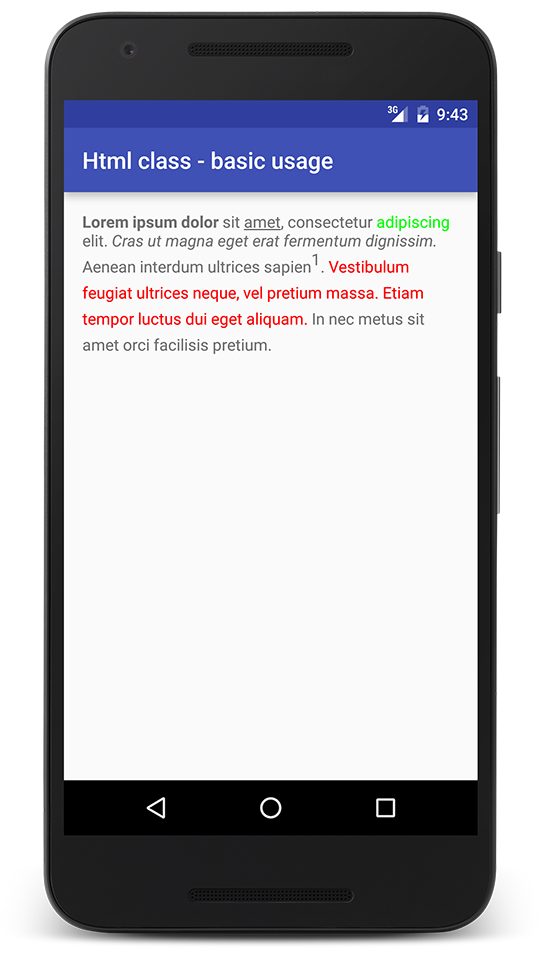 3G 9:43
Html class - basic usage
Lorem ipsum dolor sit amet, consectetur adipiscing
elit. Cras ut magna eget erat fermentum dignissim.
Aenean interdum ultrices sapien¹. Vestibulum
feugiat ultrices neque, vel pretium massa. Etiam
tempor luctus dui eget aliquam. In nec metus sit
amet orci facilisis pretium.